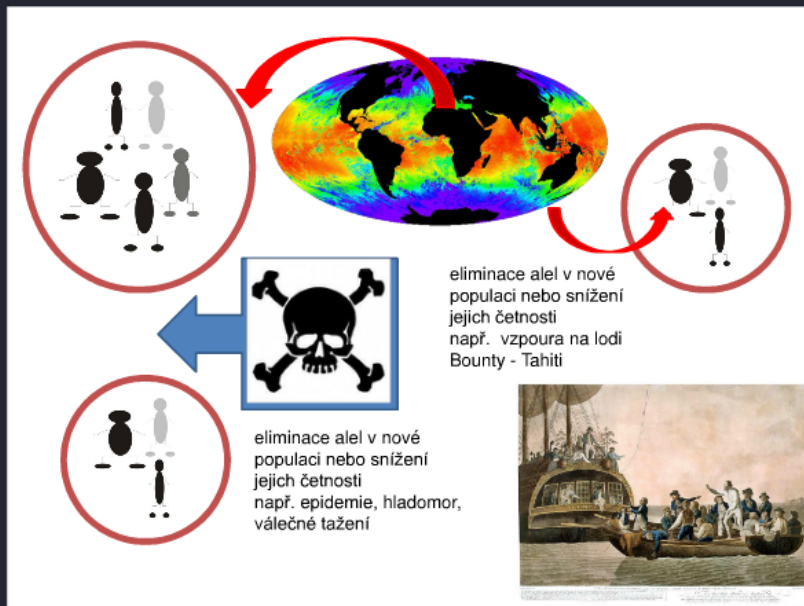 eliminace alel v nové
populaci nebo snížení
jejich četnosti
např. vzpoura na lodi
Bounty - Tahiti
eliminace alel v nové
populaci nebo snížení
jejich četnosti
např. epidemie, hladomor,
válečné tažení